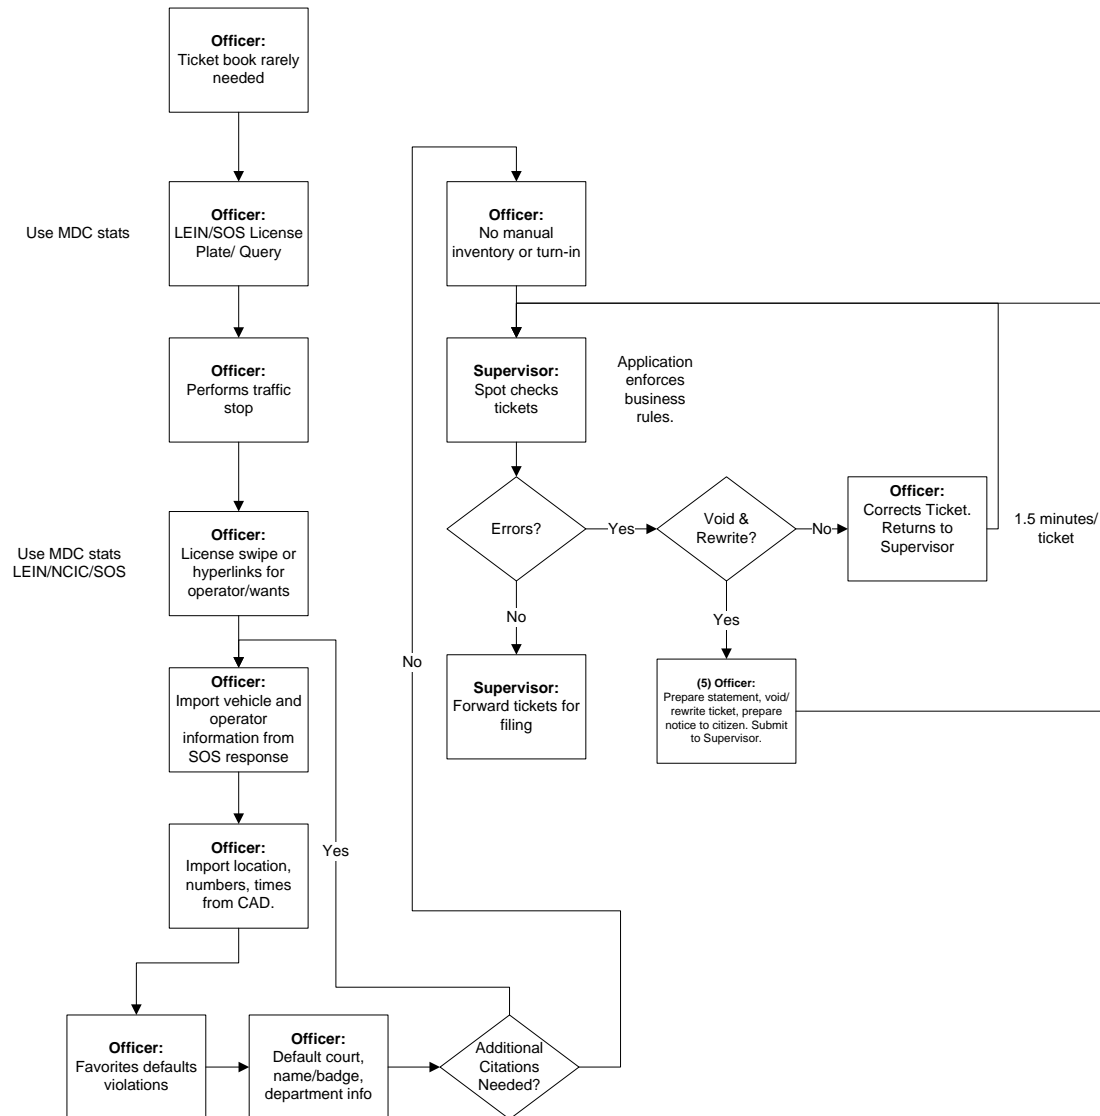 Officer:
Ticket book rarely
needed
Use MDC stats
Officer:
LEIN/SOS License
Plate/ Query
Officer:
Performs traffic
stop
Use MDC stats
LEIN/NCIC/SOS
Officer:
License swipe or
hyperlinks for
operator/wants
Officer:
Import vehicle and
operator
information from
SOS response
Officer:
Import location,
numbers, times
from CAD.
Officer:
Favorites defaults
violations
Officer:
Default court,
name/badge,
department info
Additional
Citations
Needed?
Yes
No
Officer:
No manual
inventory or turn-in
Supervisor:
Spot checks
tickets
Application
enforces
business
rules.
Errors?
Yes
Void &
Rewrite?
No
Officer:
Corrects Ticket.
Returns to
Supervisor
1.5 minutes/
ticket
No
Yes
Supervisor:
Forward tickets for
filing
(5) Officer:
Prepare statement, void/
rewrite ticket, prepare
notice to citizen. Submit
to Supervisor.